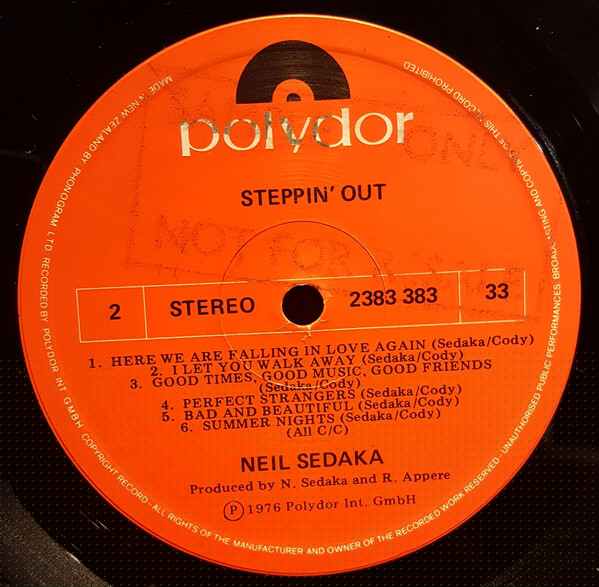 polydor
STEPPIN' OUT
2 STEREO 2383 383 33
1. HERE WE ARE FALLING IN LOVE AGAIN (Sedaka/Cody)
2. I LET YOU WALK AWAY (Sedaka/Cody)
3. GOOD TIMES, GOOD MUSIC, GOOD FRIENDS
(Sedaka/Cody)
4. PERFECT STRANGERS (Sedaka/Cody)
5. BAD AND BEAUTIFUL (Sedaka/Cody)
6. SUMMER NIGHTS (Sedaka/Cody)
(All C/C)
NEIL SEDAKA
Produced by N. Sedaka and R. Appere
Ⓟ 1976 Polydor Int. GmbH
MADE IN NEW ZEALAND BY PHONOGRAM LTD RECORDED BY POLYDOR INT. GMBH COPYRIGHT RECORD - ALL RIGHTS OF THE MANUFACTURER AND OWNER OF THE RECORDED WORK RESERVED - UNAUTHORISED PUBLIC PERFORMANCES. BROADCASTING AND COPYING OF THIS RECORD PROHIBITED
ONLY
NOT FOR